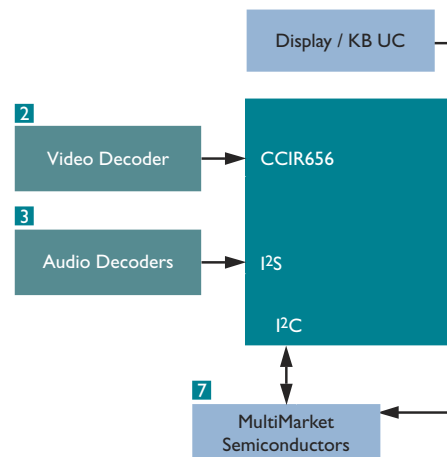 Display / KB UC
2
Video Decoder
CCIR656
3
Audio Decoders
I²S
I²C
7
MultiMarket
Semiconductors